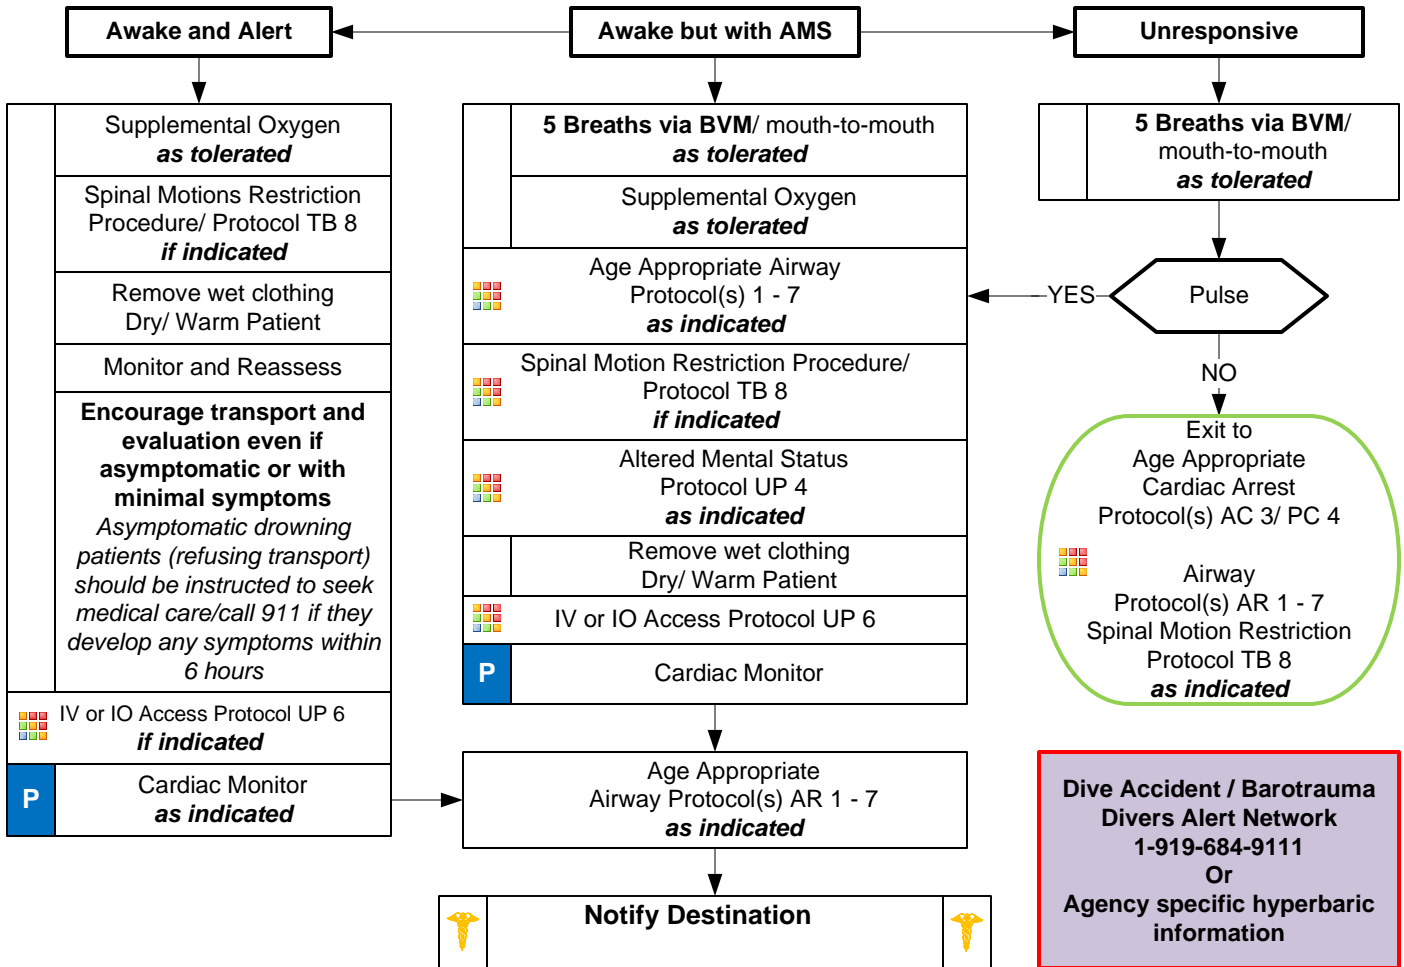 Awake and Alert
Awake but with AMS
Unresponsive
Supplemental Oxygen
as tolerated
Spinal Motions Restriction
Procedure/ Protocol TB 8
if indicated
Remove wet clothing
Dry/ Warm Patient
Monitor and Reassess
Encourage transport and
evaluation even if
asymptomatic or with
minimal symptoms
Asymptomatic drowning
patients (refusing transport)
should be instructed to seek
medical care/call 911 if they
develop any symptoms within
6 hours
IV or IO Access Protocol UP 6
if indicated
P
Cardiac Monitor
as indicated
5 Breaths via BVM/ mouth-to-mouth
as tolerated
Supplemental Oxygen
as tolerated
Age Appropriate Airway
Protocol(s) 1 - 7
as indicated
Spinal Motion Restriction Procedure/
Protocol TB 8
if indicated
Altered Mental Status
Protocol UP 4
as indicated
Remove wet clothing
Dry/ Warm Patient
IV or IO Access Protocol UP 6
P
Cardiac Monitor
Age Appropriate
Airway Protocol(s) AR 1 - 7
as indicated
Notify Destination
5 Breaths via BVM/
mouth-to-mouth
as tolerated
YES
Pulse
NO
Exit to
Age Appropriate
Cardiac Arrest
Protocol(s) AC 3/ PC 4
Airway
Protocol(s) AR 1 - 7
Spinal Motion Restriction
Protocol TB 8
as indicated
Dive Accident / Barotrauma
Divers Alert Network
1-919-684-9111
Or
Agency specific hyperbaric
information